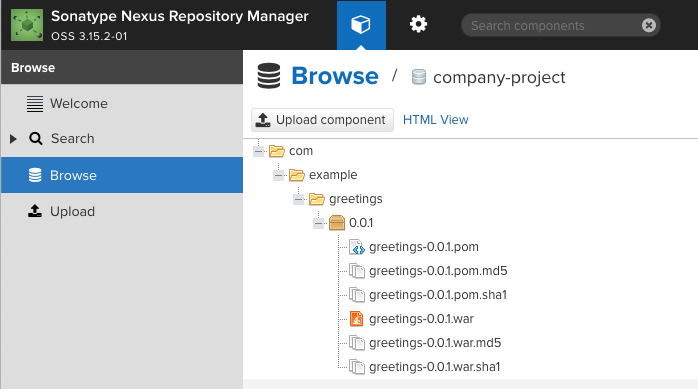 Sonatype Nexus Repository Manager
OSS 3.15.2-01
Search components
Browse
Welcome
Search
Browse
Upload
Browse / company-project
Upload component HTML View
com
example
greetings
0.0.1
greetings-0.0.1.pom
greetings-0.0.1.pom.md5
greetings-0.0.1.pom.sha1
greetings-0.0.1.war
greetings-0.0.1.war.md5
greetings-0.0.1.war.sha1